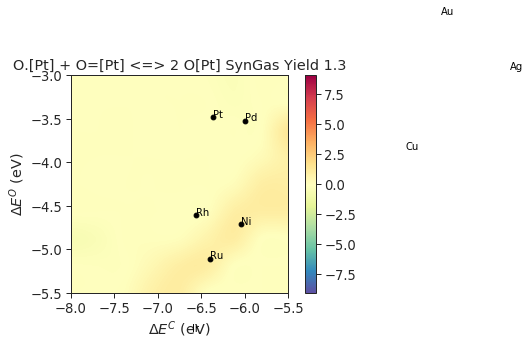 Au
Ag
O.[Pt] + O=[Pt] <=> 2 O[Pt] SynGas Yield 1.3
Cu
−3.0
−3.5
−4.0
−4.5
−5.0
−5.5
ΔE^O (eV)
Pt
Pd
Rh
Ni
Ru
−8.0 −7.5 −7.0 −6.5 −6.0 −5.5
ΔE^C (eV)
Ir
7.5
5.0
2.5
0.0
−2.5
−5.0
−7.5